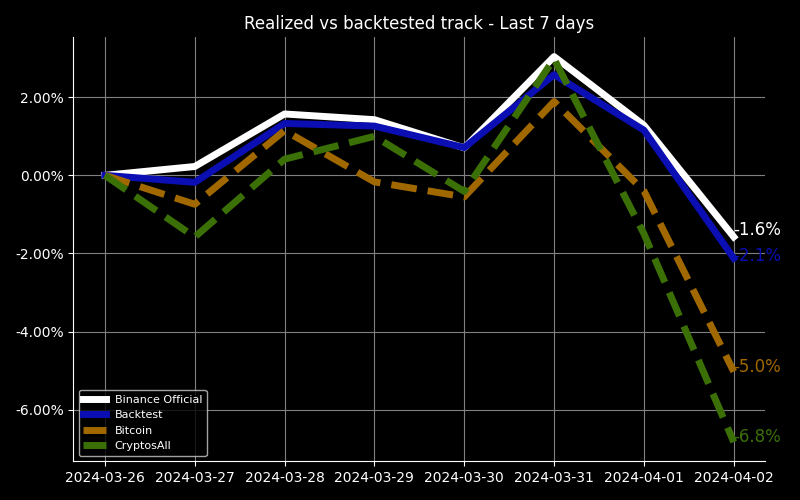 Realized vs backtested track - Last 7 days
2.00%
0.00%
-2.00%
-4.00%
-6.00%
-1.6%
-2.1%
-5.0%
-6.8%
Binance Official
Backtest
Bitcoin
CryptosAll
2024-03-26 2024-03-27 2024-03-28 2024-03-29 2024-03-30 2024-03-31 2024-04-01 2024-04-02